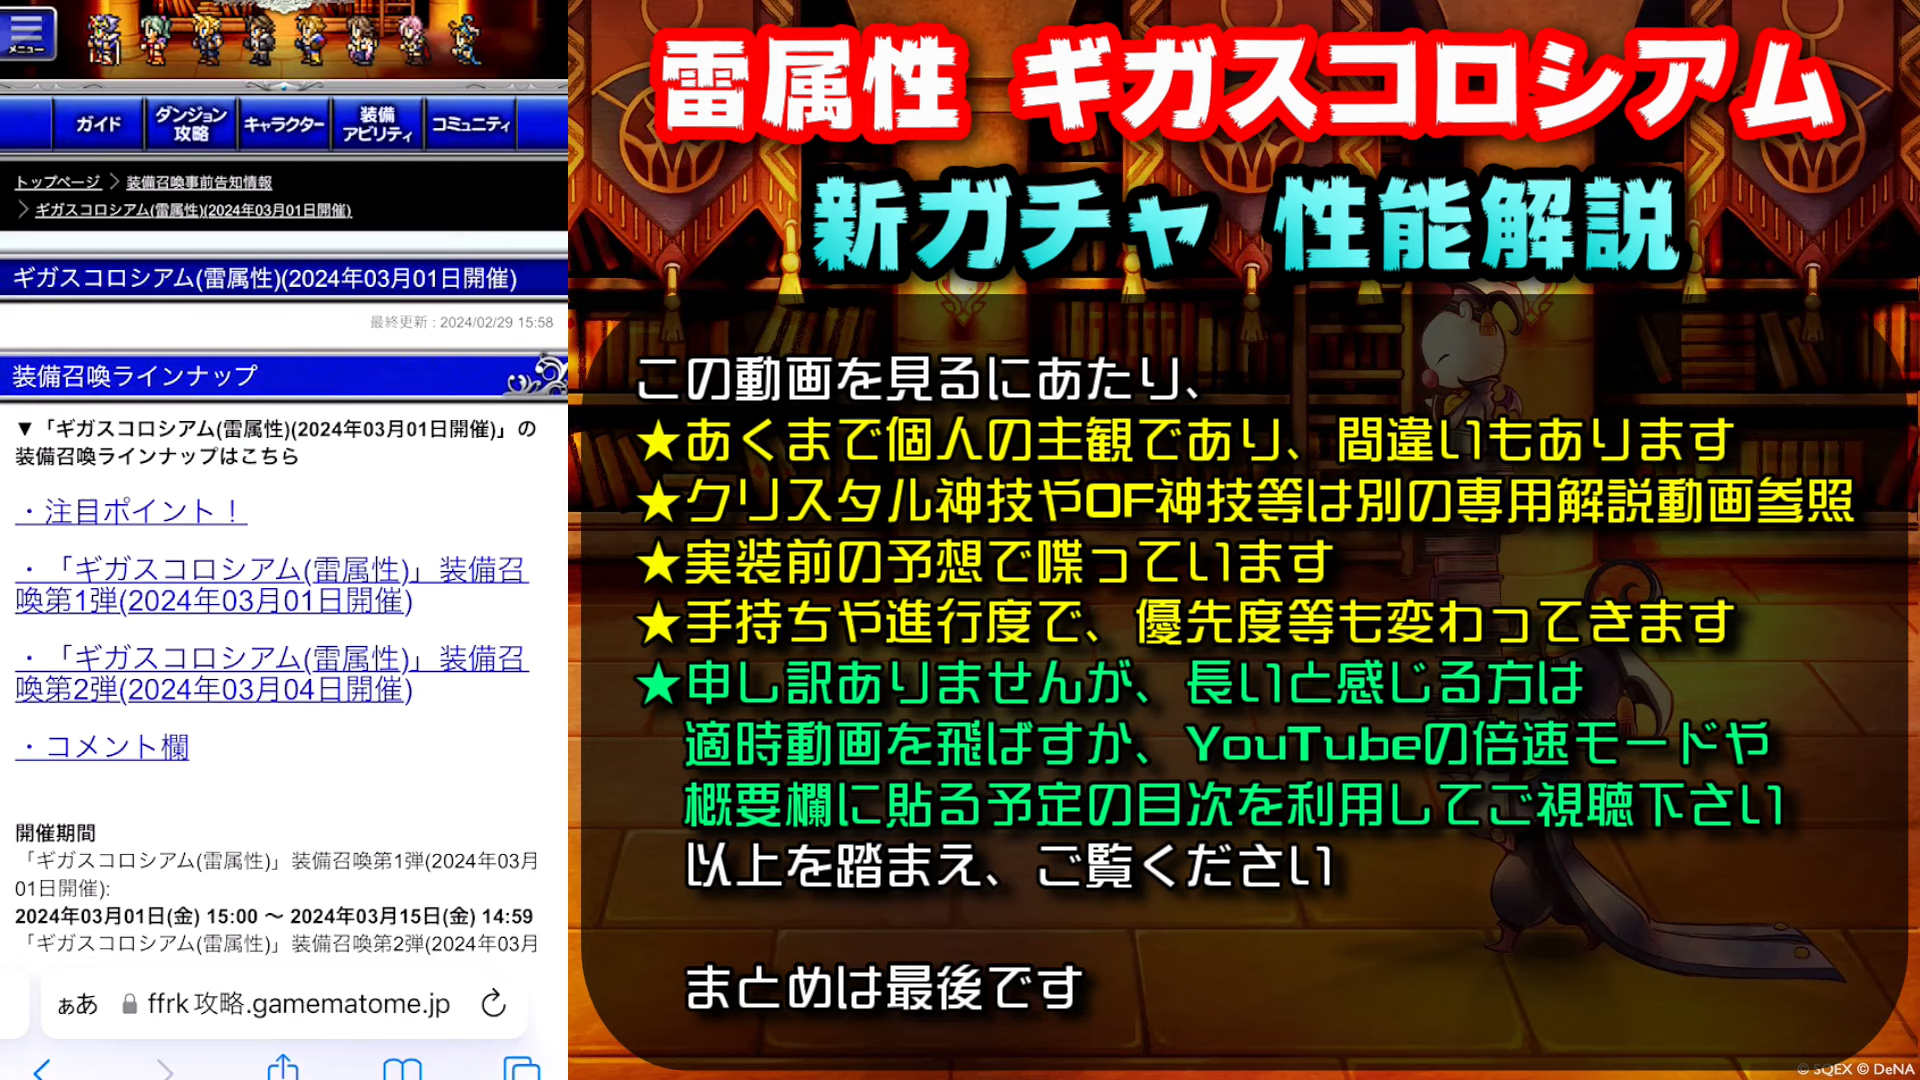 メニュー
ガイド
ダンジョン
攻略
キャラクター
装備
アビリティ
コミュニティ
トップページ > 装備召喚事前告知情報
> ギガスコロシアム(雷属性)(2024年03月01日開催)
ギガスコロシアム(雷属性)(2024年03月01日開催)
最終更新 : 2024/02/29 15:58
装備召喚ラインナップ
▼「ギガスコロシアム(雷属性)(2024年03月01日開催)」の
装備召喚ラインナップはこちら
・注目ポイント！
・「ギガスコロシアム(雷属性)」装備召
喚第1弾(2024年03月01日開催)
・「ギガスコロシアム(雷属性)」装備召
喚第2弾(2024年03月04日開催)
・コメント欄
開催期間
「ギガスコロシアム(雷属性)」装備召喚第1弾(2024年03月
01日開催):
2024年03月01日(金) 15:00 〜 2024年03月15日(金) 14:59
「ギガスコロシアム(雷属性)」装備召喚第2弾(2024年03月
ぁあ ffrk攻略.gamematome.jp
雷属性 ギガスコロシアム
新ガチャ 性能解説
この動画を見るにあたり、
★あくまで個人の主観であり、間違いもあります
★クリスタル神技やOF神技等は別の専用解説動画参照
★実装前の予想で喋っています
★手持ちや進行度で、優先度等も変わってきます
★申し訳ありませんが、長いと感じる方は
適時動画を飛ばすか、YouTubeの倍速モードや
概要欄に貼る予定の目次を利用してご視聴下さい
以上を踏まえ、ご覧ください
まとめは最後です
© SQEX © DeNA